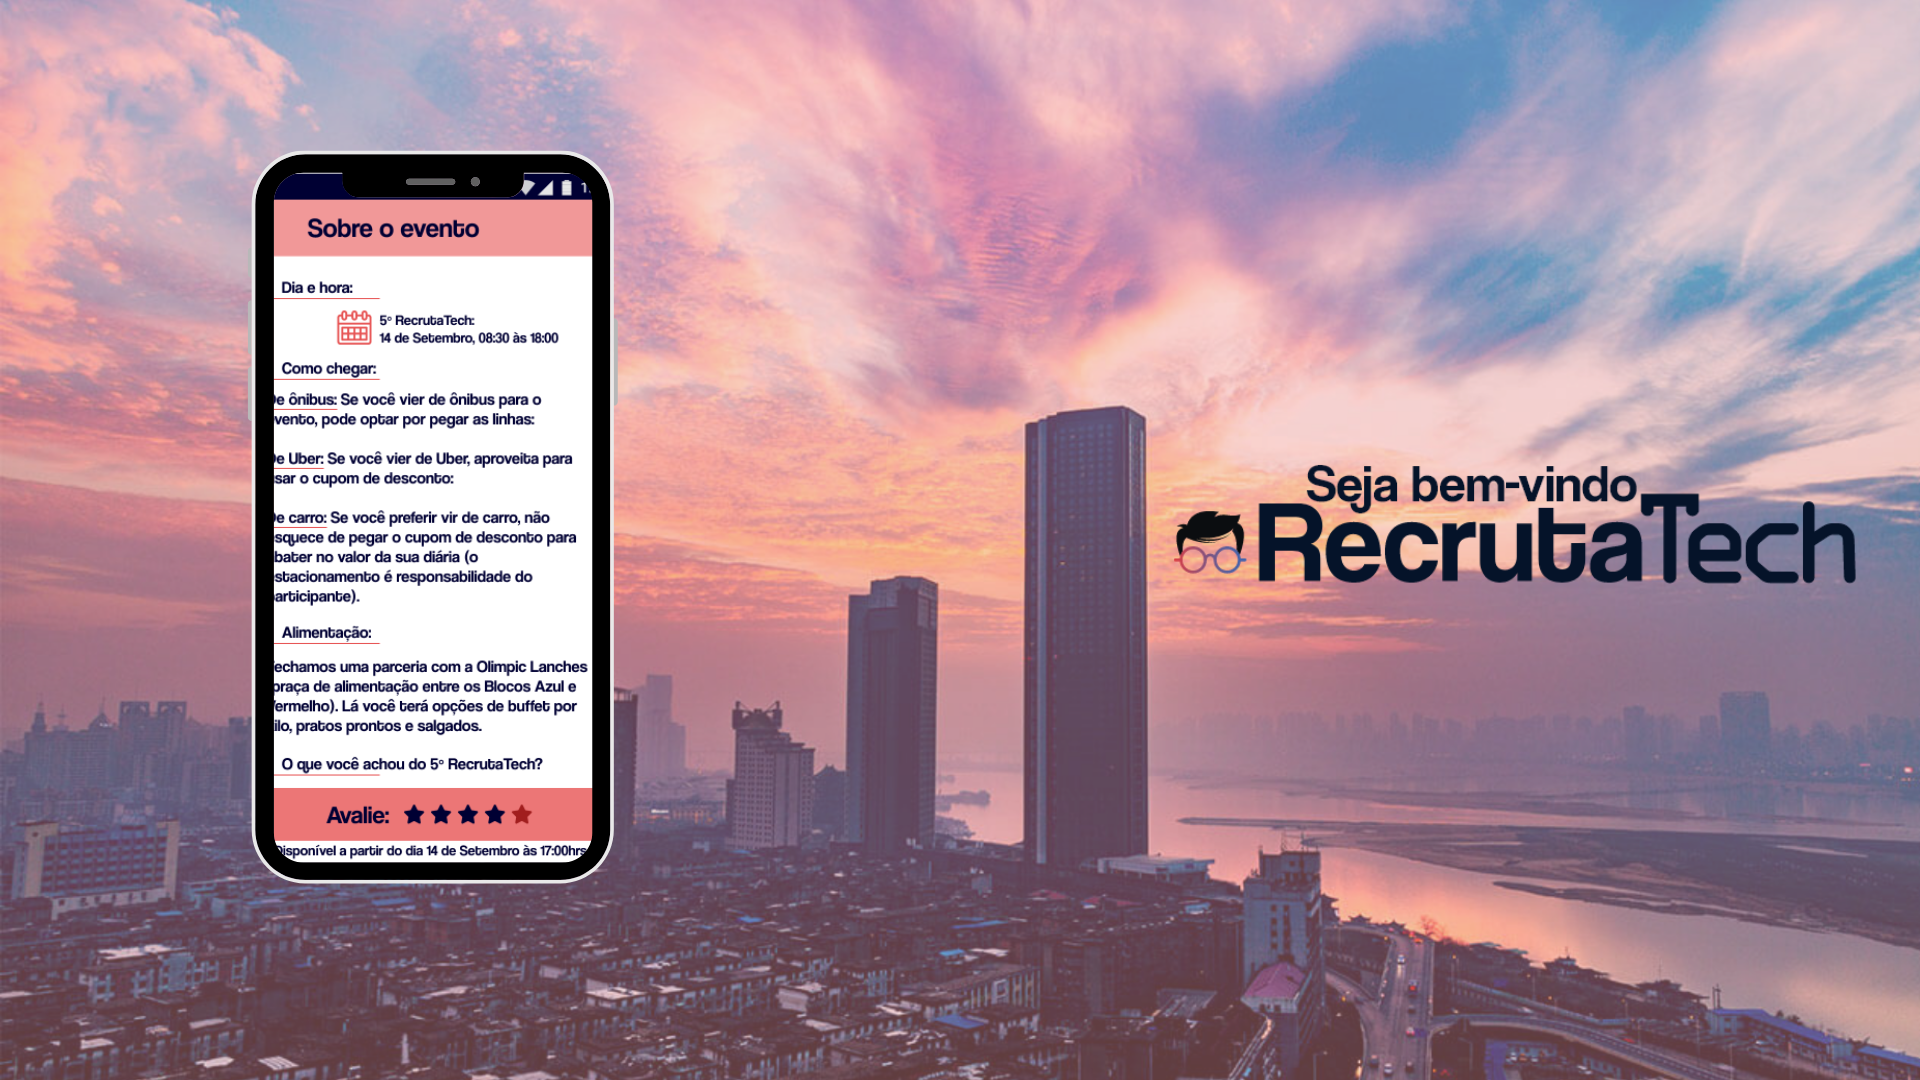 1
Sobre o evento
Dia e hora:
5º RecrutaTech:
14 de Setembro, 08:30 às 18:00
Como chegar:
e ônibus: Se você vier de ônibus para o
vento, pode optar por pegar as linhas:
e Uber: Se você vier de Uber, aproveita para
sar o cupom de desconto:
e carro: Se você preferir vir de carro, não
squece de pegar o cupom de desconto para
bater no valor da sua diária (o
stacionamento é responsabilidade do
articipante).
Alimentação:
echamos uma parceria com a Olimpic Lanches
praça de alimentação entre os Blocos Azul e
Vermelho). Lá você terá opções de buffet por
ilo, pratos prontos e salgados.
O que você achou do 5º RecrutaTech?
Avalie:
Disponível a partir do dia 14 de Setembro às 17:00hrs
Seja bem-vindo
RecrutaTech